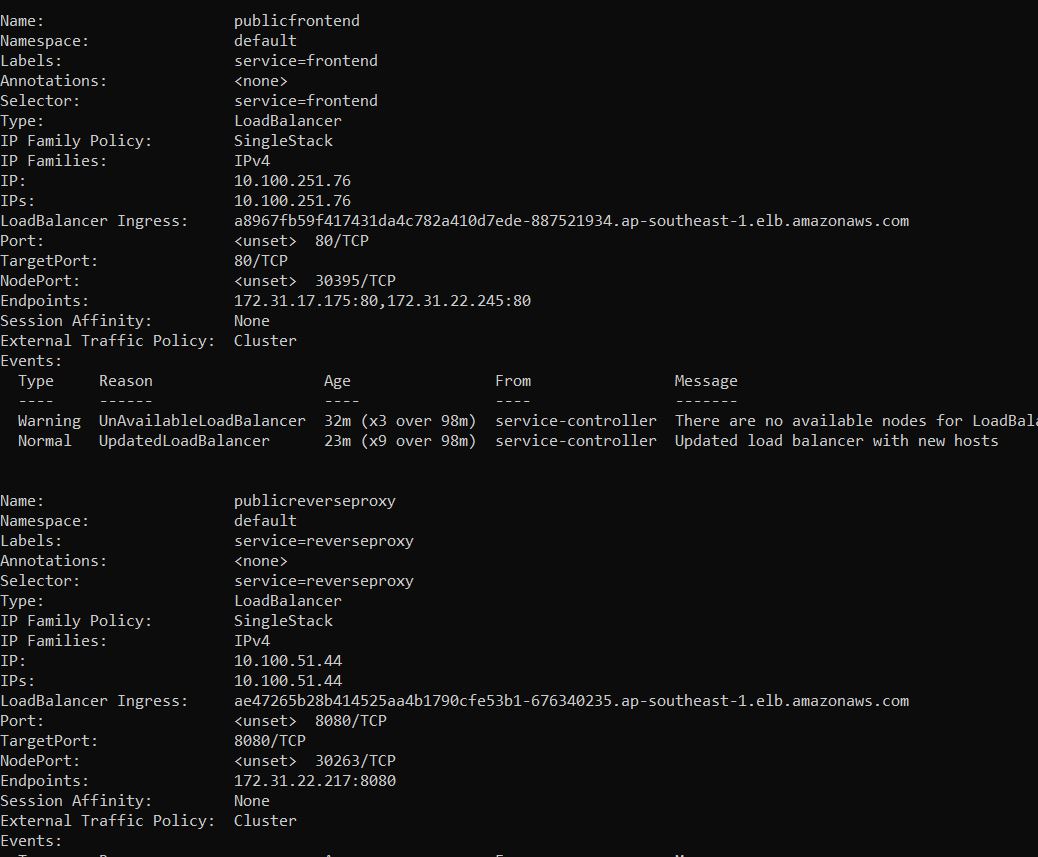 Name:                     publicfrontend
Namespace:                default
Labels:                   service=frontend
Annotations:              <none>
Selector:                 service=frontend
Type:                     LoadBalancer
IP Family Policy:         SingleStack
IP Families:              IPv4
IP:                       10.100.251.76
IPs:                      10.100.251.76
LoadBalancer Ingress:     a8967fb59f417431da4c782a410d7ede-887521934.ap-southeast-1.elb.amazonaws.com
Port:                     <unset>  80/TCP
TargetPort:               80/TCP
NodePort:                 <unset>  30395/TCP
Endpoints:                172.31.17.175:80,172.31.22.245:80
Session Affinity:         None
External Traffic Policy:  Cluster
Events:
  Type     Reason                   Age                 From                Message
  ----     ------                   ----                ----                -------
  Warning  UnAvailableLoadBalancer  32m (x3 over 98m)  service-controller  There are no available nodes for
  Normal   UpdatedLoadBalancer      23m (x9 over 98m)  service-controller  Updated load balancer with new hosts
Name:                     publicreverseproxy
Namespace:                default
Labels:                   service=reverseproxy
Annotations:              <none>
Selector:                 service=reverseproxy
Type:                     LoadBalancer
IP Family Policy:         SingleStack
IP Families:              IPv4
IP:                       10.100.51.44
IPs:                      10.100.51.44
LoadBalancer Ingress:     ae47265b28b414525aa4b1790cfe53b1-676340235.ap-southeast-1.elb.amazonaws.com
Port:                     <unset>  8080/TCP
TargetPort:               8080/TCP
NodePort:                 <unset>  30263/TCP
Endpoints:                172.31.22.217:8080
Session Affinity:         None
External Traffic Policy:  Cluster
Events: